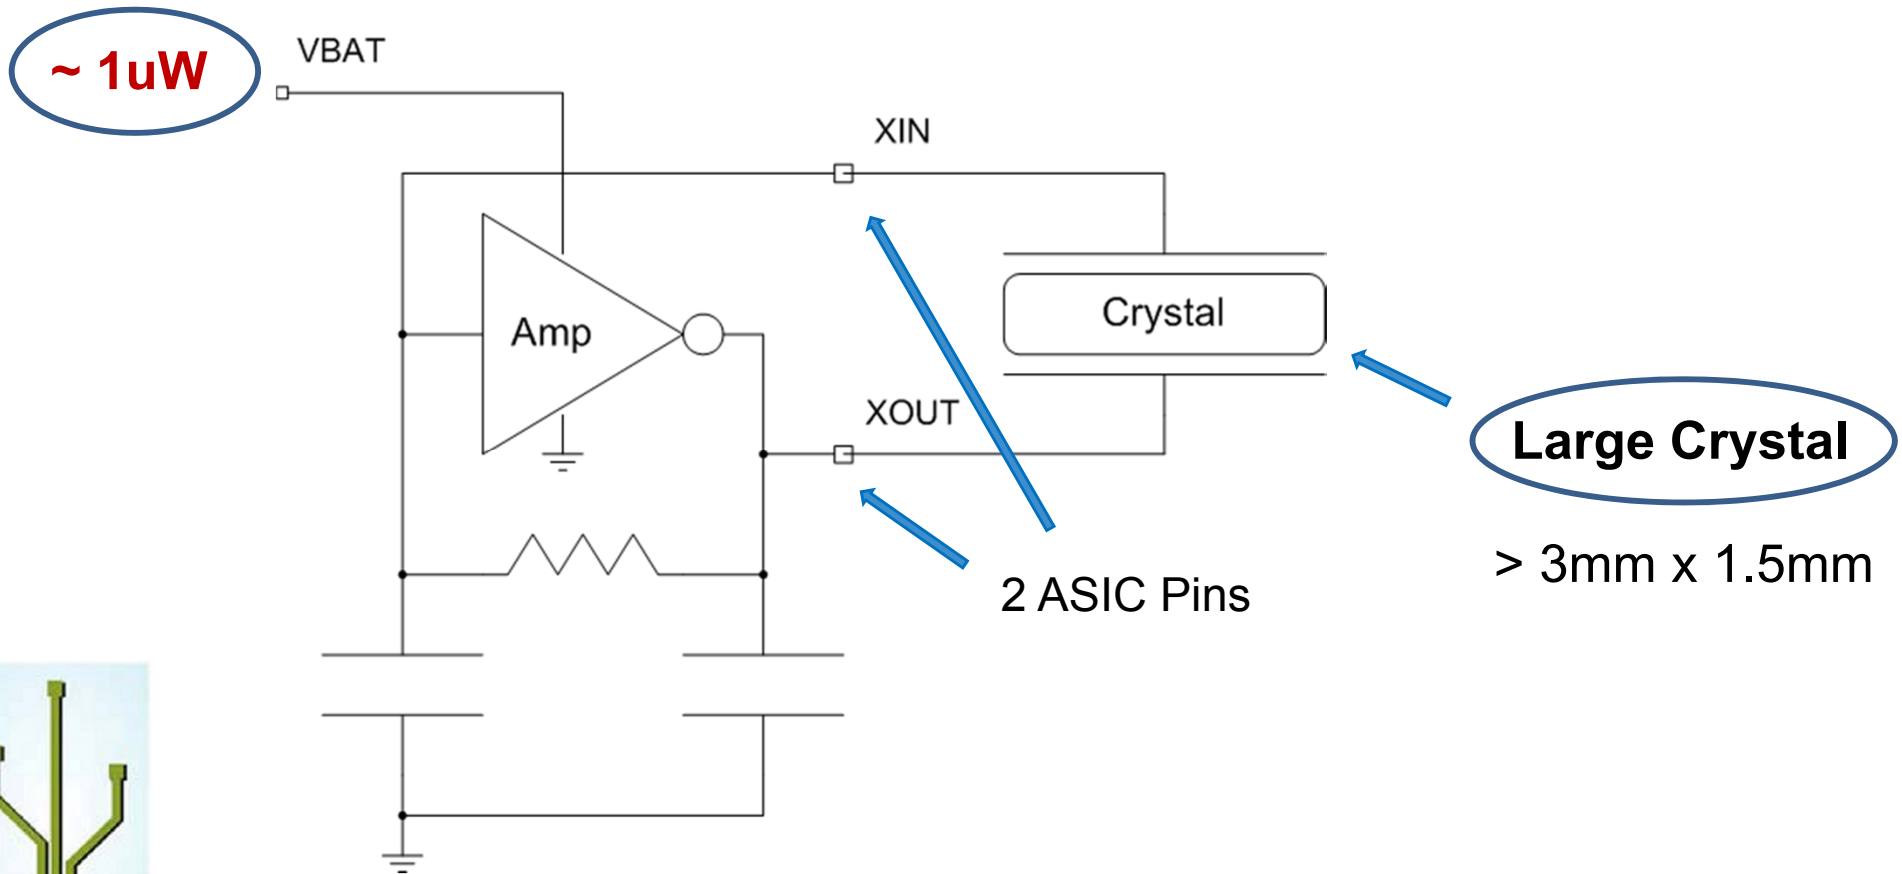 ~ 1uW
VBAT
XIN
Amp
Crystal
XOUT
Large Crystal
> 3mm x 1.5mm
2 ASIC Pins